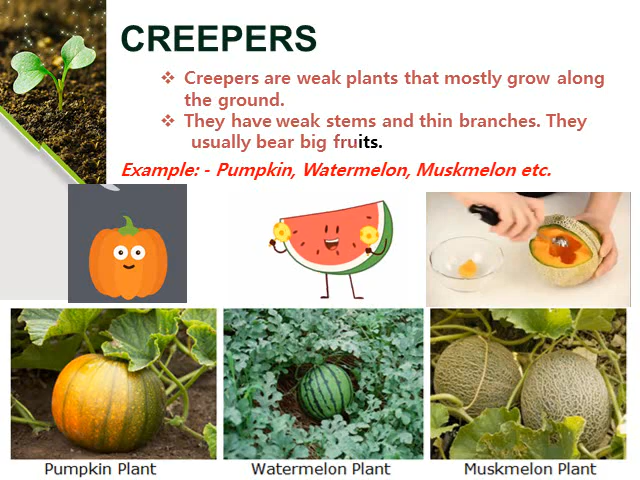 CREEPERS
❖ Creepers are weak plants that mostly grow along
the ground.
❖ They have weak stems and thin branches. They
usually bear big fruits.
Example: - Pumpkin, Watermelon, Muskmelon etc.
Pumpkin Plant
Watermelon Plant
Muskmelon Plant